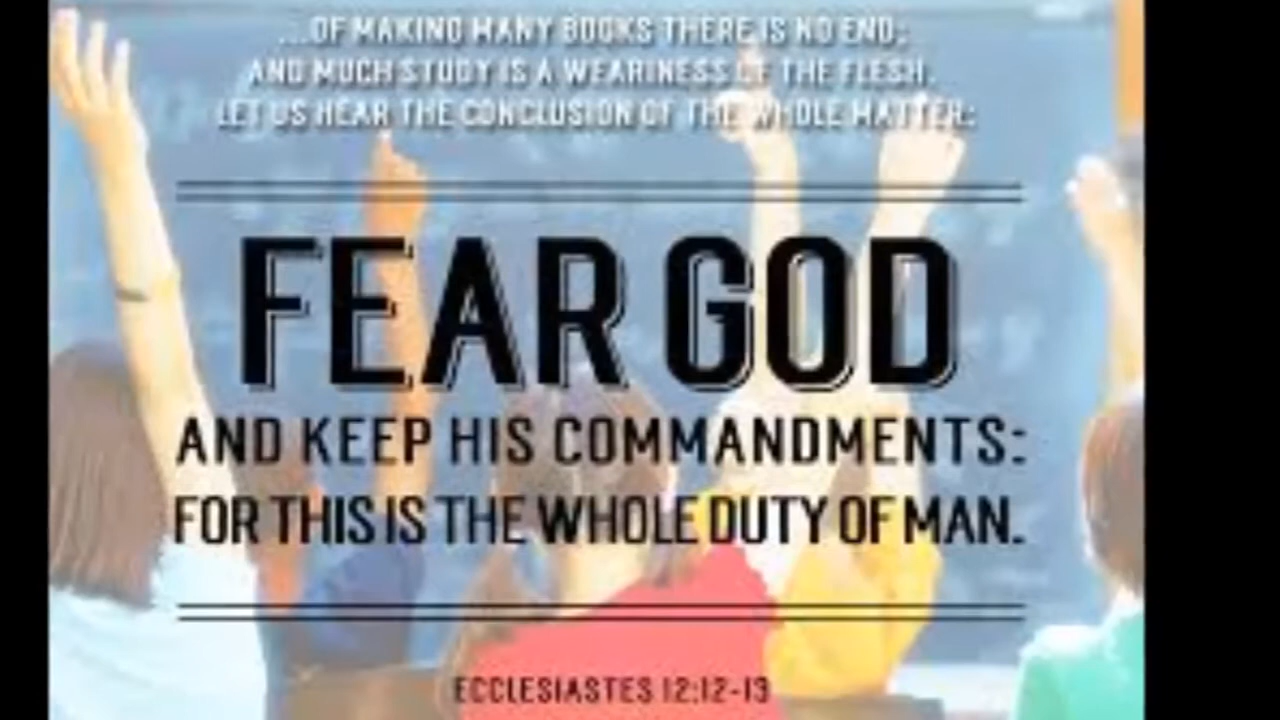 ...OF MAKING MANY BOOKS THERE IS NO END;
AND MUCH STUDY IS A WEARINESS OF THE FLESH.
LET US HEAR THE CONCLUSION OF THE WHOLE MATTER:
FEAR GOD
AND KEEP HIS COMMANDMENTS:
FOR THIS IS THE WHOLE DUTY OF MAN.
ECCLESIASTES 12:12-13